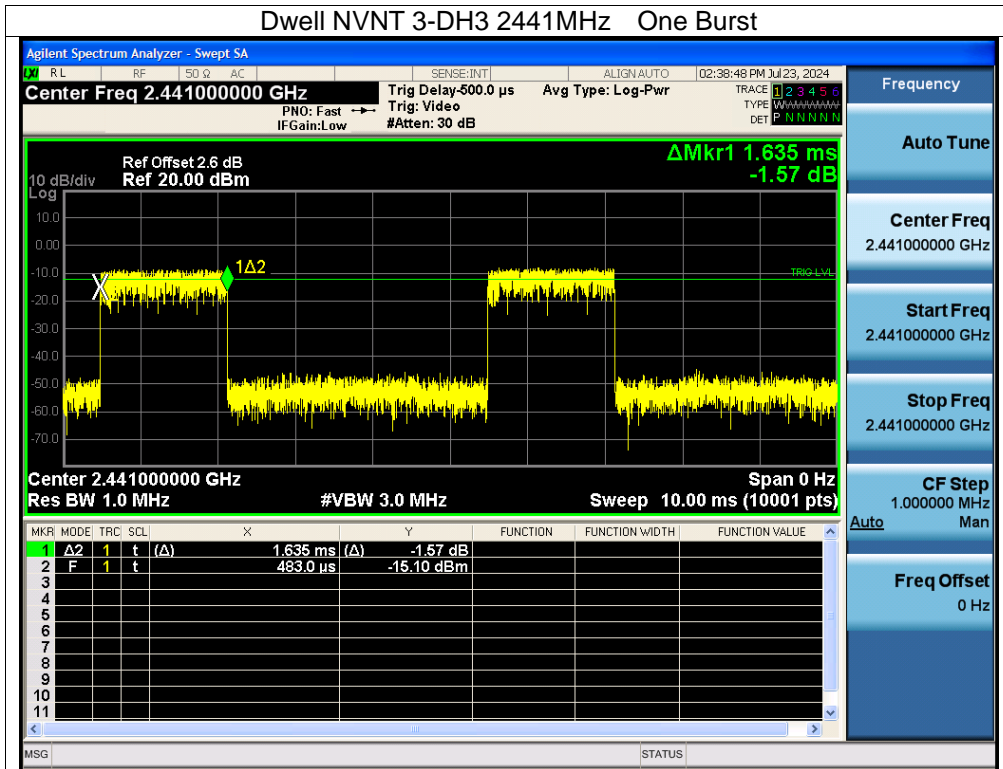 Dwell NVNT 3-DH3 2441MHz One Burst
Agilent Spectrum Analyzer - Swept SA
LXI RL RF 50 Ω AC SENSE:INT ALIGN AUTO 02:38:48 PM Jul 23, 2024
Center Freq 2.441000000 GHz
PNO: Fast
IFGain:Low
Trig Delay-500.0 µs
Trig: Video
#Atten: 30 dB
Avg Type: Log-Pwr
TRACE 1 2 3 4 5 6
TYPE WWWWWW
DET P N N N N N
Frequency
Auto Tune
Center Freq
2.441000000 GHz
Start Freq
2.441000000 GHz
Stop Freq
2.441000000 GHz
CF Step
1.000000 MHz
Auto Man
Freq Offset
0 Hz
ΔMkr1 1.635 ms
-1.57 dB
Ref Offset 2.6 dB
10 dB/div Ref 20.00 dBm
Log
10.0
0.00
-10.0
-20.0
-30.0
-40.0
-50.0
-60.0
-70.0
1Δ2
TRIG LVL
Center 2.441000000 GHz Span 0 Hz
Res BW 1.0 MHz #VBW 3.0 MHz Sweep 10.00 ms (10001 pts)
MKR MODE TRC SCL X Y FUNCTION FUNCTION WIDTH FUNCTION VALUE
1 Δ2 1 t (Δ) 1.635 ms (Δ) -1.57 dB
2 F 1 t 483.0 µs -15.10 dBm
3
4
5
6
7
8
9
10
11
MSG STATUS